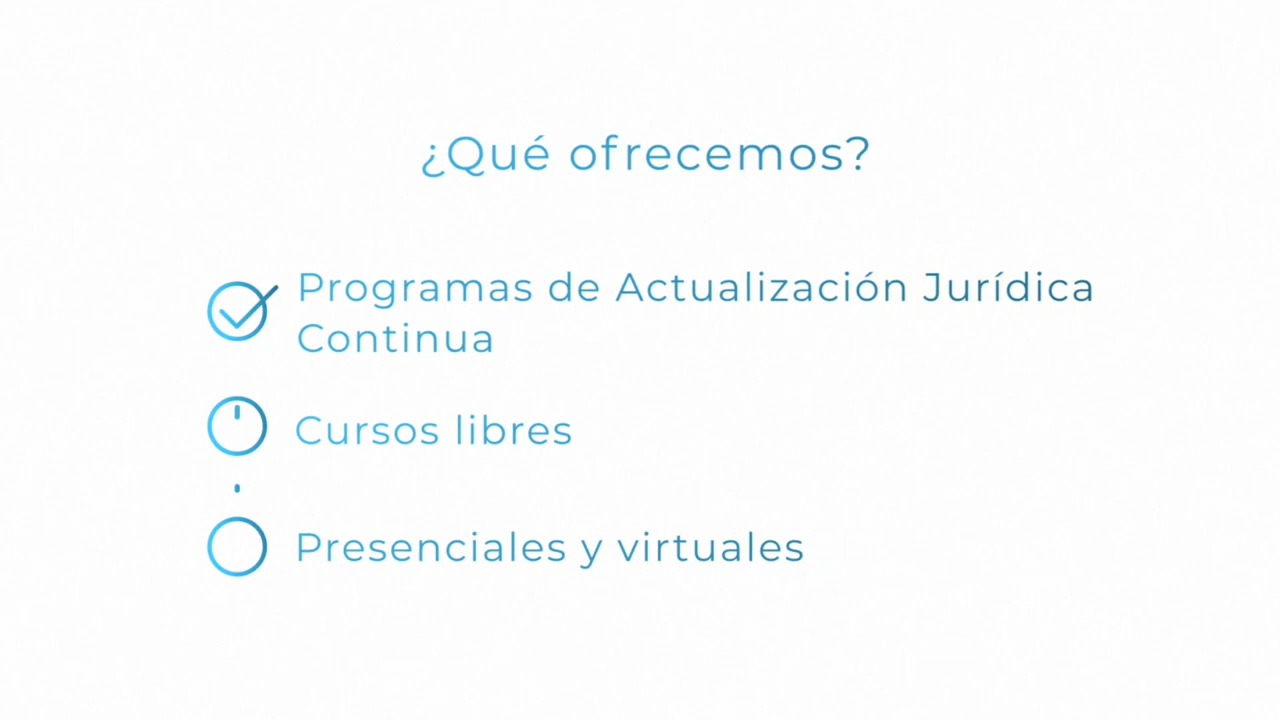 ¿Qué ofrecemos?
Programas de Actualización Jurídica
Continua
Cursos libres
Presenciales y virtuales